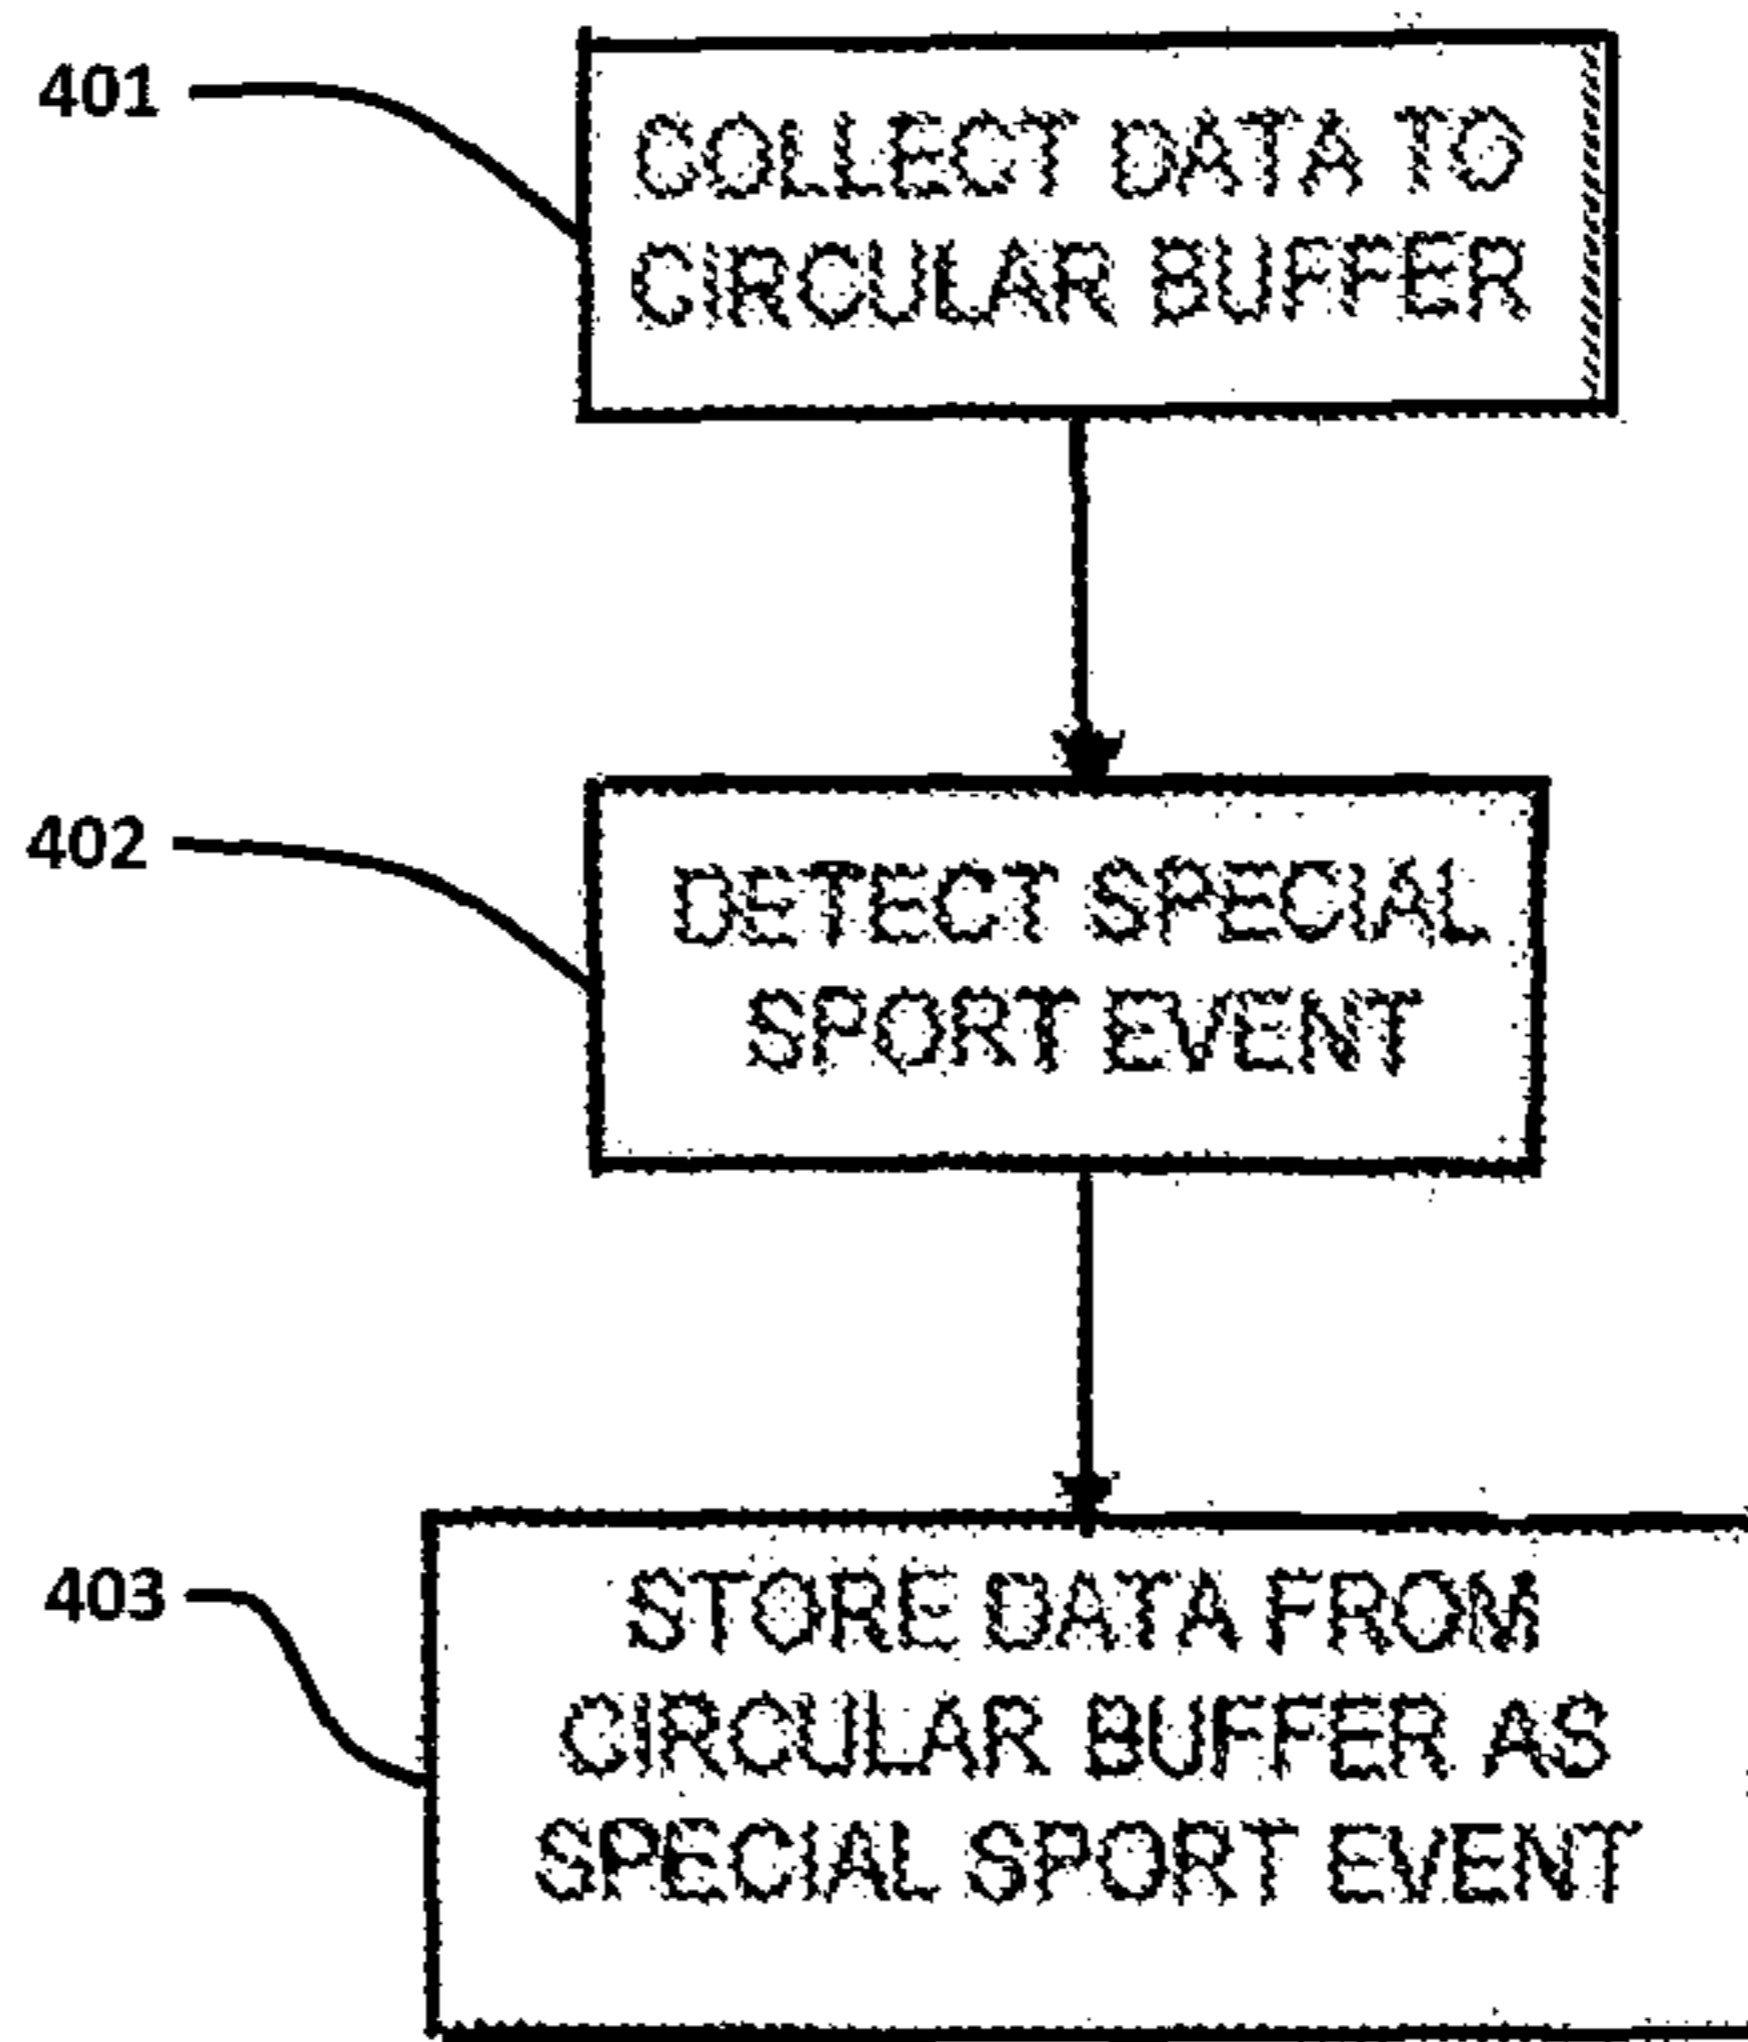 401
COLLECT DATA TO
CIRCULAR BUFFER
402
DETECT SPECIAL
SPORT EVENT
403
STORE DATA FROM
CIRCULAR BUFFER AS
SPECIAL SPORT EVENT